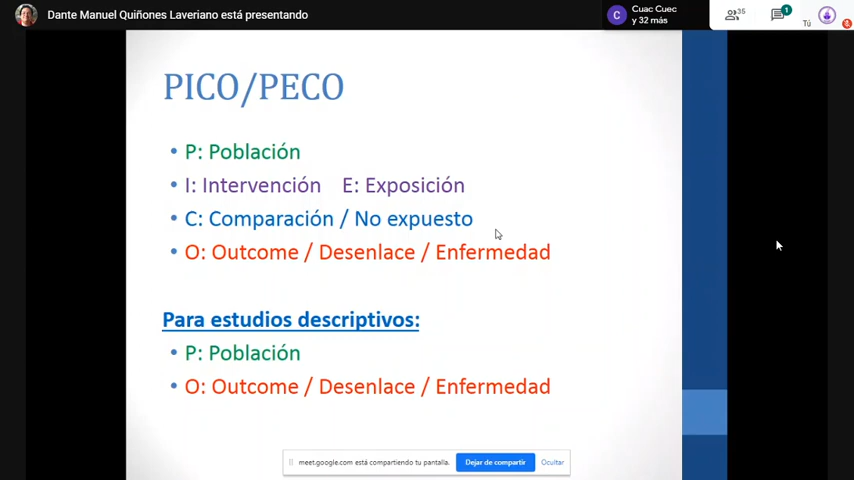 Dante Manuel Quiñones Laveriano está presentando
C
Cuac Cuec
y 32 más
35
1
Tú
PICO/PECO
• P: Población
• I: Intervención E: Exposición
• C: Comparación / No expuesto
• O: Outcome / Desenlace / Enfermedad
Para estudios descriptivos:
• P: Población
• O: Outcome / Desenlace / Enfermedad
meet.google.com está compartiendo tu pantalla.
Dejar de compartir
Ocultar